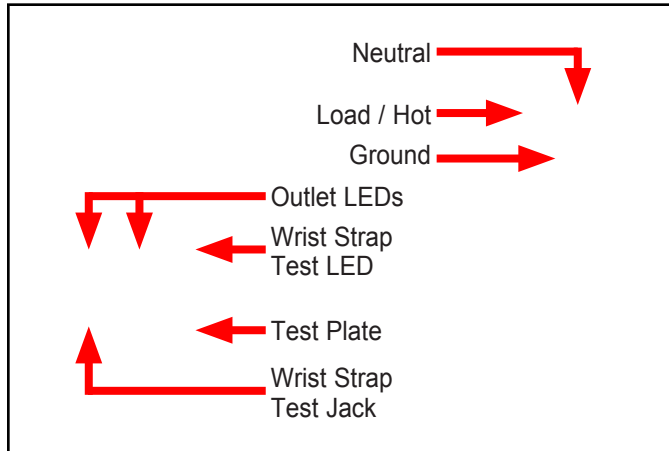 Neutral
Load / Hot
Ground
Outlet LEDs
Wrist Strap
Test LED
Test Plate
Wrist Strap
Test Jack